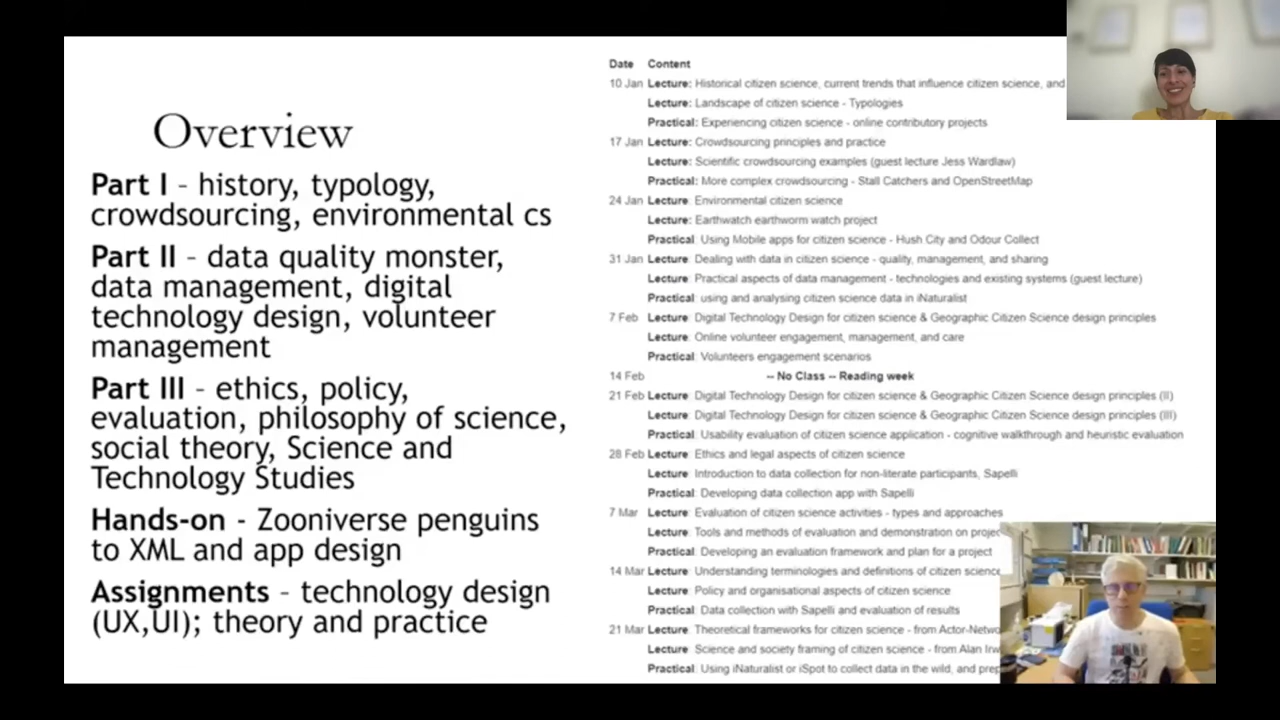 Overview
Part I – history, typology,
crowdsourcing, environmental cs
Part II – data quality monster,
data management, digital
technology design, volunteer
management
Part III – ethics, policy,
evaluation, philosophy of science,
social theory, Science and
Technology Studies
Hands-on - Zooniverse penguins
to XML and app design
Assignments – technology design
(UX,UI); theory and practice
Date Content
10 Jan Lecture: Historical citizen science, current trends that influence citizen science, and
Lecture: Landscape of citizen science - Typologies
Practical: Experiencing citizen science - online contributory projects
17 Jan Lecture: Crowdsourcing principles and practice
Lecture: Scientific crowdsourcing examples (guest lecture Jess Wardlaw)
Practical: More complex crowdsourcing - Stall Catchers and OpenStreetMap
24 Jan Lecture: Environmental citizen science
Lecture: Earthwatch earthworm watch project
Practical: Using Mobile apps for citizen science - Hush City and Odour Collect
31 Jan Lecture: Dealing with data in citizen science - quality, management, and sharing
Lecture: Practical aspects of data management - technologies and existing systems (guest lecture)
Practical: using and analysing citizen science data in iNaturalist
7 Feb Lecture: Digital Technology Design for citizen science & Geographic Citizen Science design principles
Lecture: Online volunteer engagement, management, and care
Practical: Volunteers engagement scenarios
14 Feb -- No Class -- Reading week
21 Feb Lecture: Digital Technology Design for citizen science & Geographic Citizen Science design principles (II)
Lecture: Digital Technology Design for citizen science & Geographic Citizen Science design principles (III)
Practical: Usability evaluation of citizen science application - cognitive walkthrough and heuristic evaluation
28 Feb Lecture: Ethics and legal aspects of citizen science
Lecture: Introduction to data collection for non-literate participants, Sapelli
Practical: Developing data collection app with Sapelli
7 Mar Lecture: Evaluation of citizen science activities - types and approaches
Lecture: Tools and methods of evaluation and demonstration on projec
Practical: Developing an evaluation framework and plan for a project
14 Mar Lecture: Understanding terminologies and definitions of citizen science
Lecture: Policy and organisational aspects of citizen science
Practical: Data collection with Sapelli and evaluation of results
21 Mar Lecture: Theoretical frameworks for citizen science - from Actor-Netwo
Lecture: Science and society framing of citizen science - from Alan Irw
Practical: Using iNaturalist or iSpot to collect data in the wild, and prep